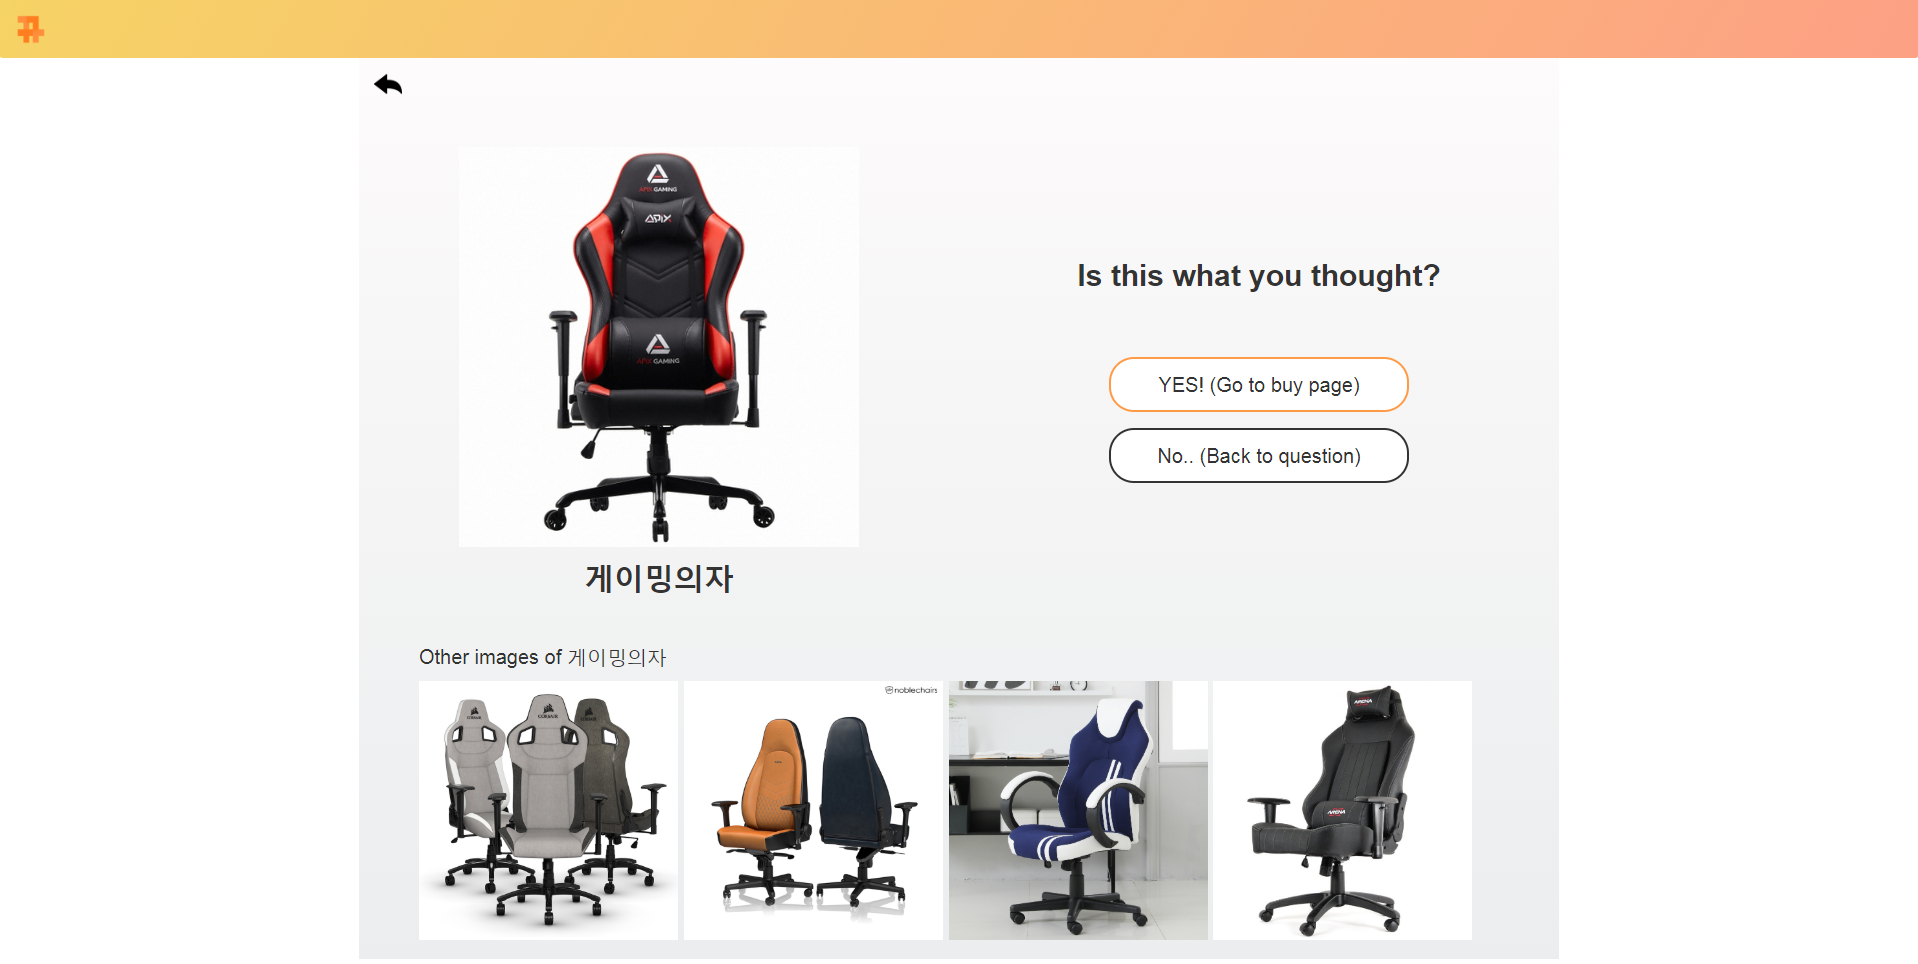 APIX GAMING
APIX
APIX GAMING
Is this what you thought?
YES! (Go to buy page)
No.. (Back to question)
게이밍의자
Other images of 게이밍의자
CORSAIR
CORSAIR
CORSAIR
noblechairs
ARENA
ARENA